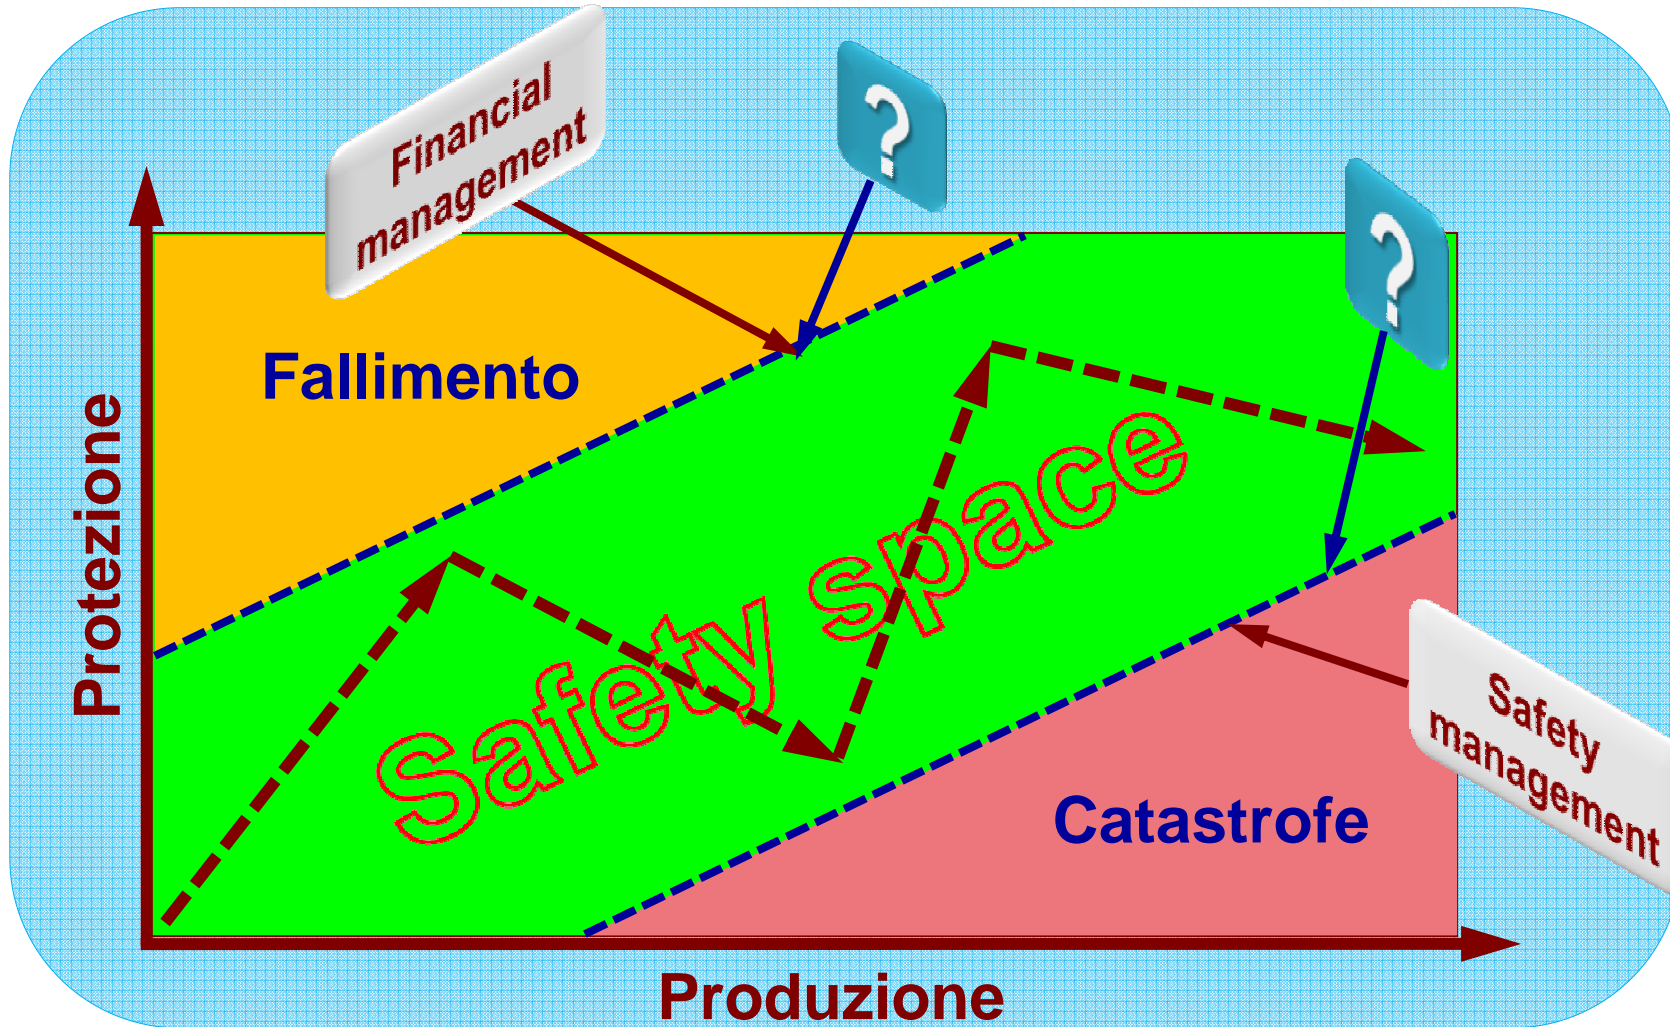 Financial
management
?
?
Fallimento
Protezione
Safety space
Safety
management
Catastrofe
Produzione